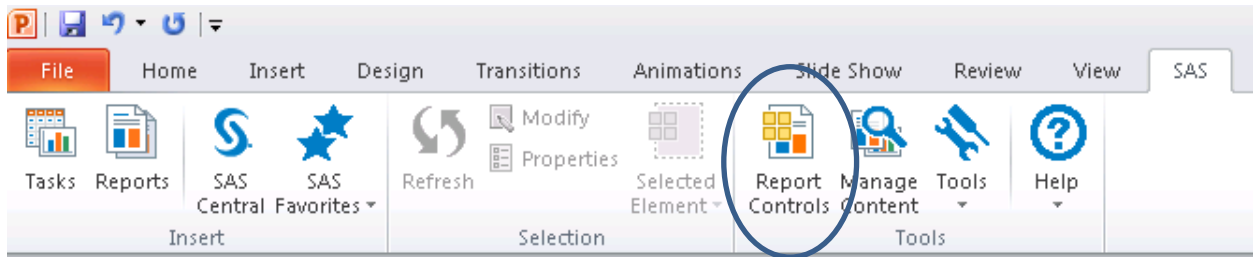 File Home Insert Design Transitions Animations Slide Show Review View SAS
Tasks Reports SAS Central SAS Favorites Refresh Modify Properties Selected Element Report Controls Manage Content Tools Help
Insert Selection Tools